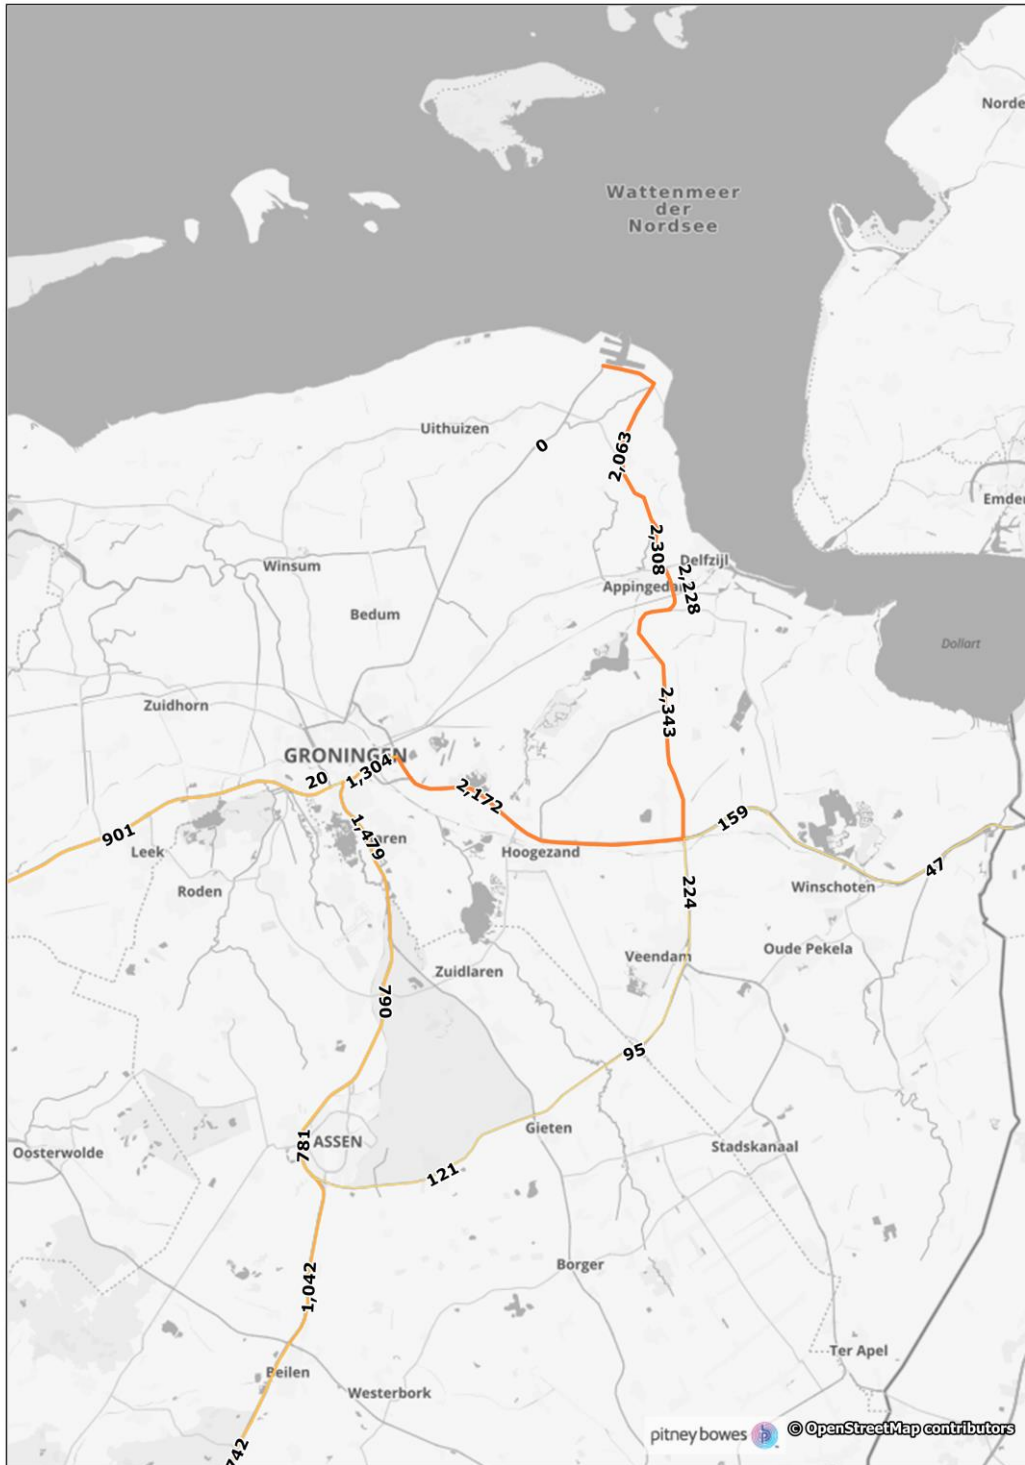 Norde
Wattenmeer
der
Nordsee
Uithuizen
0
2,063
Emde
2,308
Delfzijl
Winsum
Appingeda
2,228
Bedum
Dollart
Zuidhorn
2,343
GRONINGEN
1,304
20
2,172
159
901
1,479
aren
Leek
Hoogezand
47
Roden
224
Winschoten
Oude Pekela
Veendam
Zuidlaren
790
95
Gieten
781
ASSEN
Stadskanaal
Oosterwolde
121
Borger
1,042
Ter Apel
Beilen
Westerbork
742
pitney bowes
© OpenStreetMap contributors